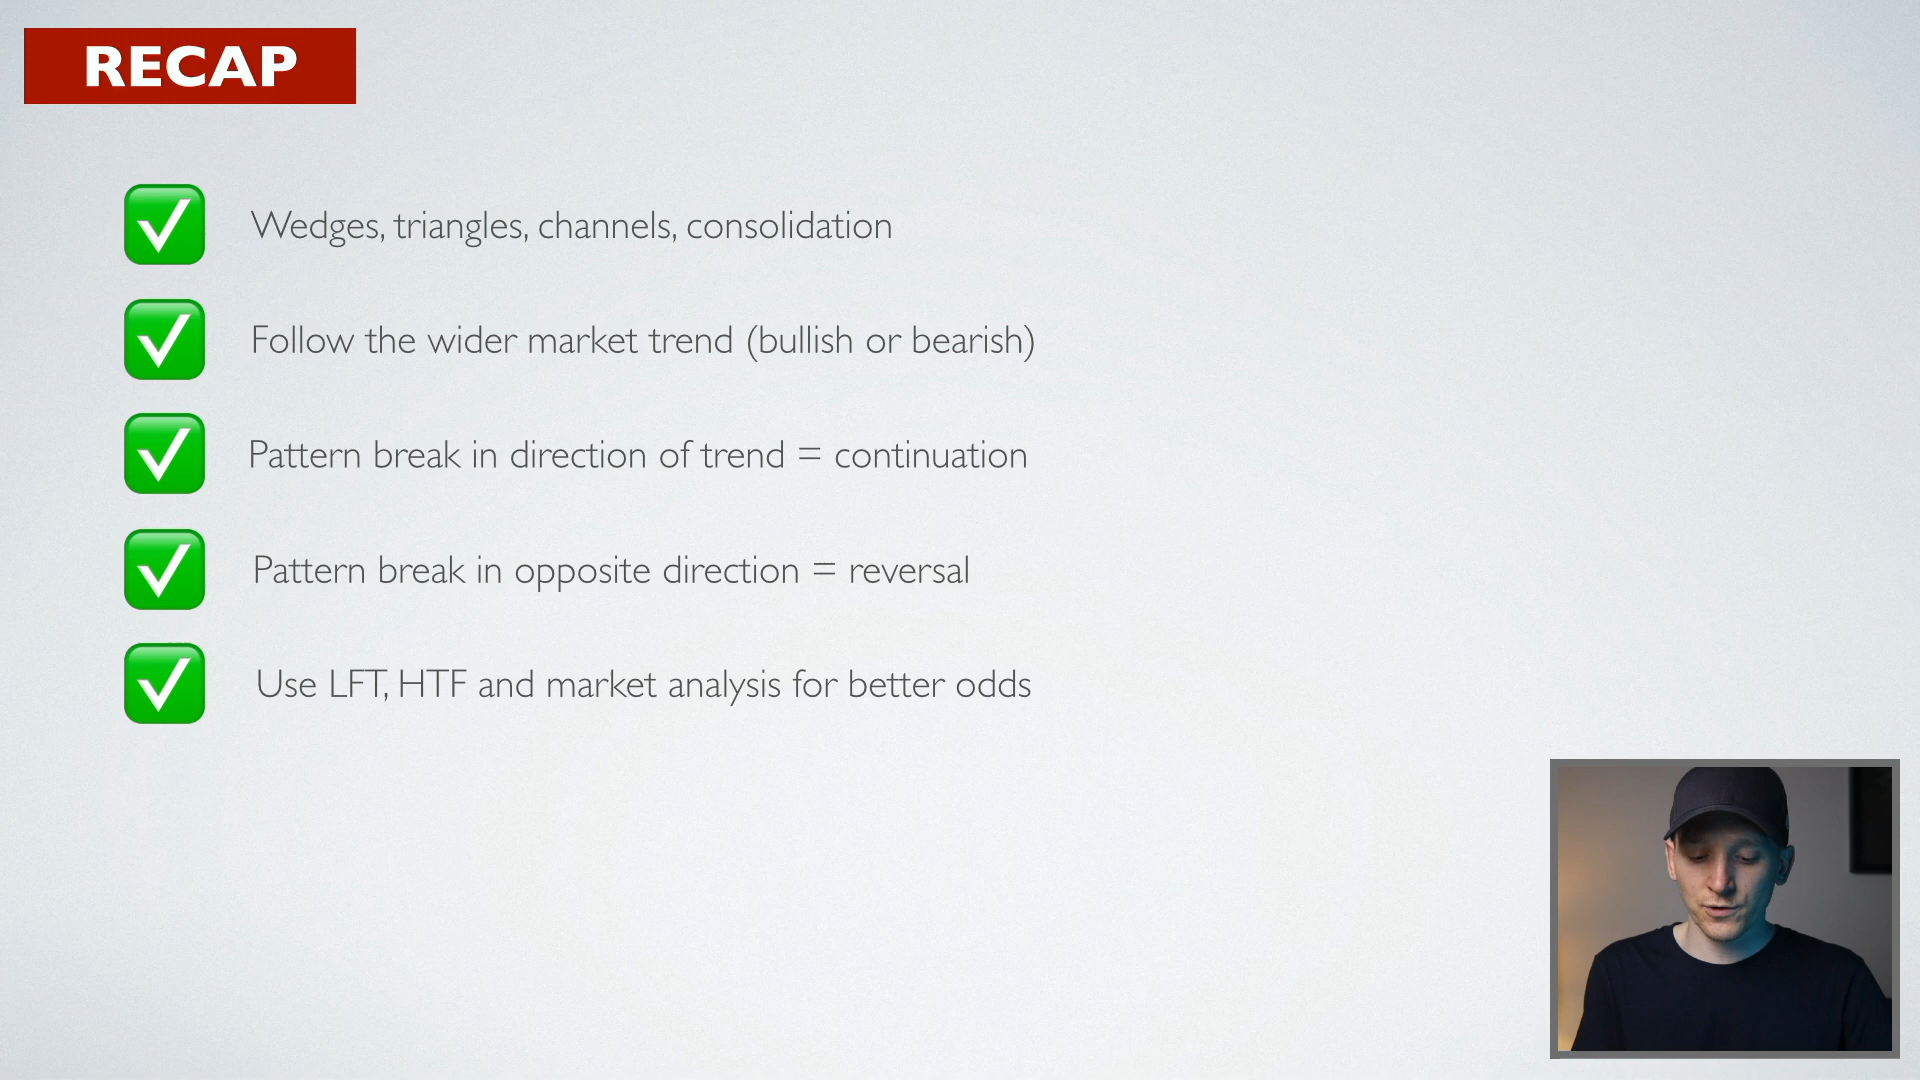 RECAP
Wedges, triangles, channels, consolidation
Follow the wider market trend (bullish or bearish)
Pattern break in direction of trend = continuation
Pattern break in opposite direction = reversal
Use LFT, HTF and market analysis for better odds